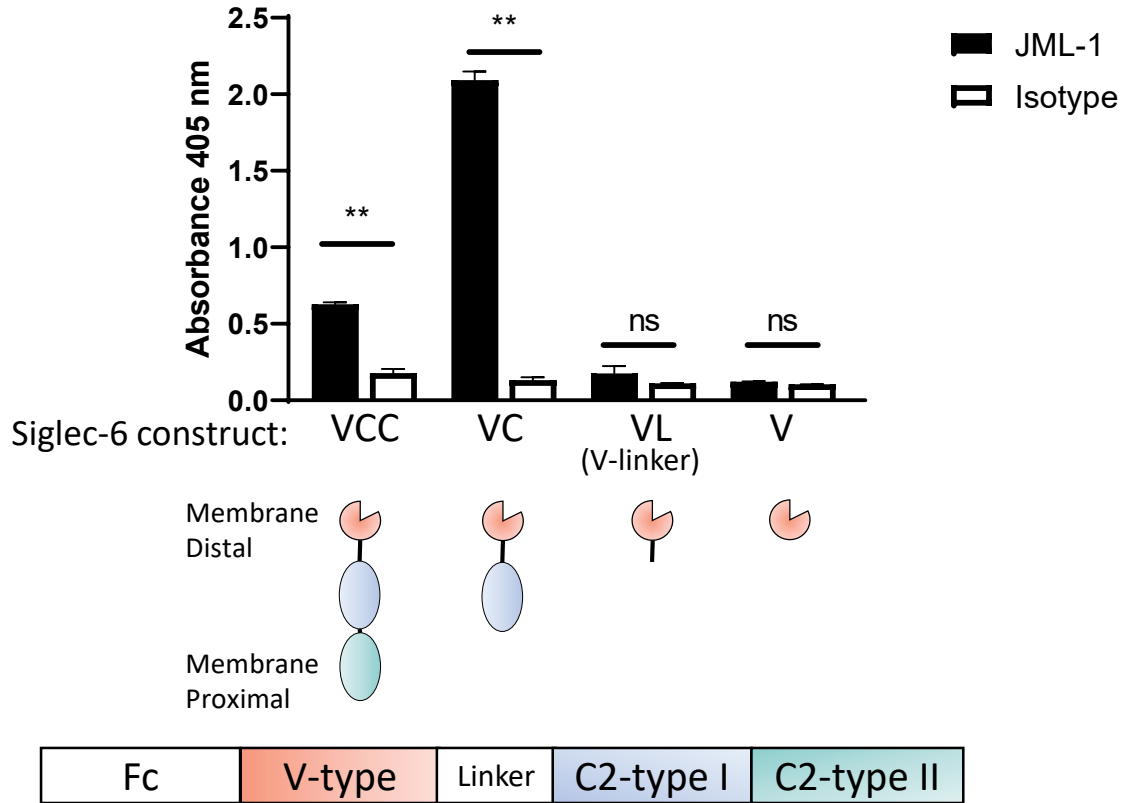 2.5
2.0
1.5
1.0
0.5
0.0
Absorbance 405 nm
**
**
ns
ns
JML-1
Isotype
Siglec-6 construct: VCC VC VL V
(V-linker)
Membrane
Distal
Membrane
Proximal
Fc V-type Linker C2-type I C2-type II